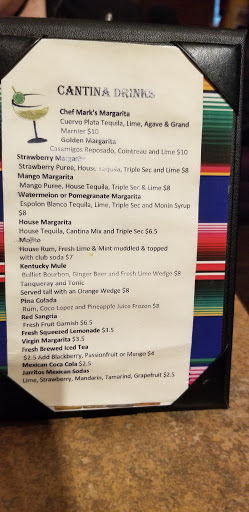 CANTINA DRINKS
Chef Mark's Margarita
Cuervo Plata Tequila, Lime, Agave & Grand
Marnier $10
Golden Margarita
Casamigos Reposado, Cointreau and Lime $10
Strawberry Margarita
Strawberry Puree, House Tequila, Triple Sec and Lime $8
Mango Margarita
Mango Puree, House Tequila, Triple Sec & Lime $8
Watermelon or Pomegranate Margarita
Espolon Blanco Tequila, Lime, Triple Sec and Monin Syrup
$8
House Margarita
House Tequila, Cantina Mix and Triple Sec $6.5
Mojito
House Rum, Fresh Lime & Mint muddled & topped
with club soda $7
Kentucky Mule
Bulliet Bourbon, Ginger Beer and Fresh Lime Wedge $8
Tanqueray and Tonic
Served tall with an Orange Wedge $8
Pina Colada
Rum, Coco Lopez and Pineapple Juice Frozen $8
Red Sangria
Fresh Fruit Garnish $6.5
Fresh Squeezed Lemonade $3.5
Virgin Margarita $3.5
Fresh Brewed Iced Tea
$2.5 Add Blackberry, Passionfruit or Mango $4
Mexican Coca Cola $2.5
Jarritos Mexican Sodas
Lime, Strawberry, Mandarin, Tamarind, Grapefruit $2.5